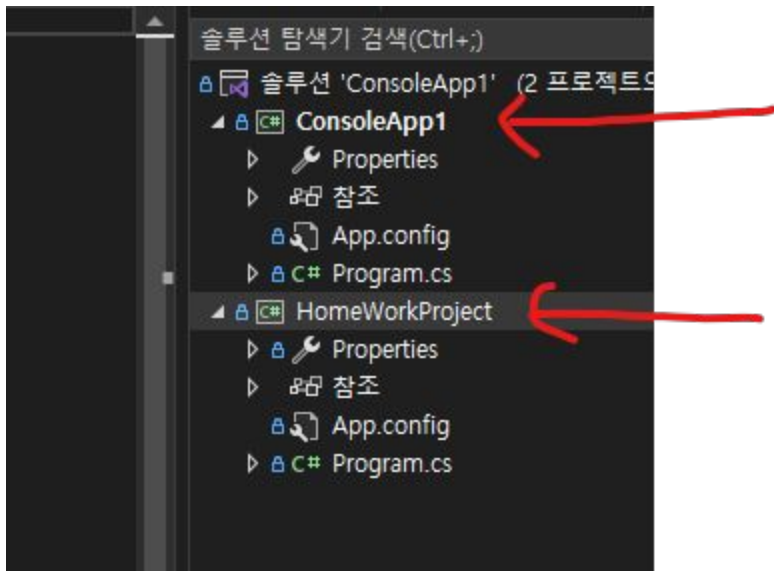 솔루션 탐색기 검색(Ctrl+;)
솔루션 'ConsoleApp1' (2 프로젝트의
C# ConsoleApp1
Properties
참조
App.config
C# Program.cs
C# HomeWorkProject
Properties
참조
App.config
C# Program.cs